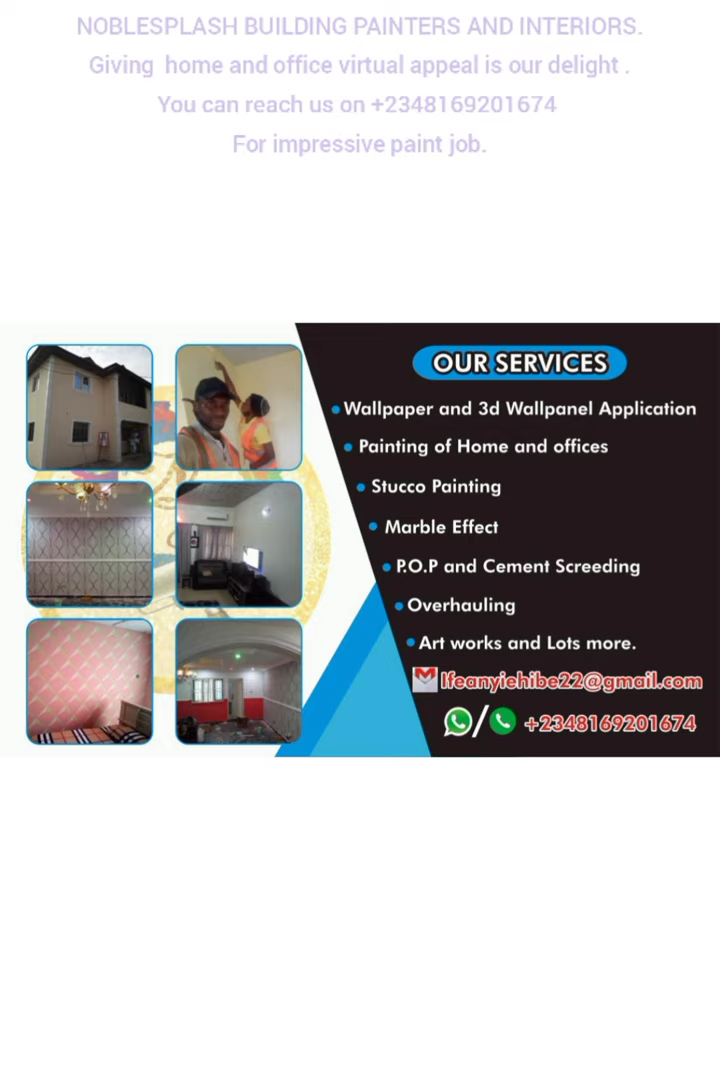 NOBLESPLASH BUILDING PAINTERS AND INTERIORS.
Giving home and office virtual appeal is our delight .
You can reach us on +2348169201674
For impressive paint job.
OUR SERVICES
• Wallpaper and 3d Wallpanel Application
• Painting of Home and offices
• Stucco Painting
• Marble Effect
• P.O.P and Cement Screeding
• Overhauling
• Art works and Lots more.
Ifeanyiehibe22@gmail.com
/ +2348169201674